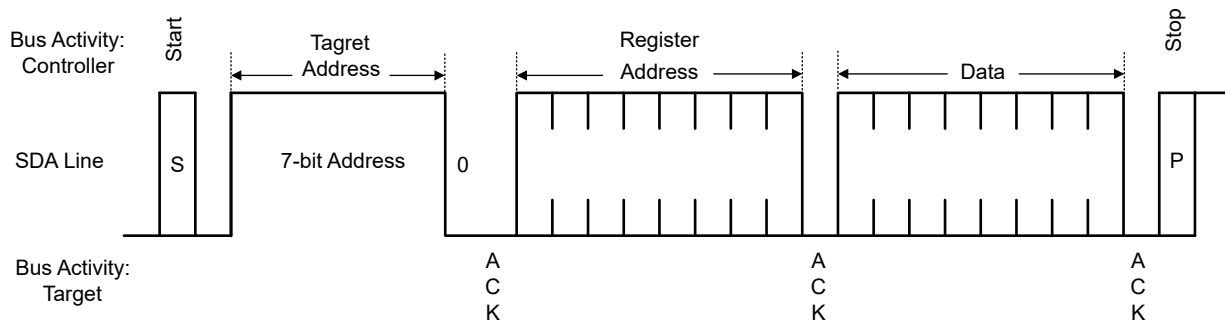 Bus Activity:
Controller
Start
Tagret
Address
Register
Address
Data
Stop
SDA Line
S
7-bit Address
0
P
Bus Activity:
Target
A
C
K
A
C
K
A
C
K